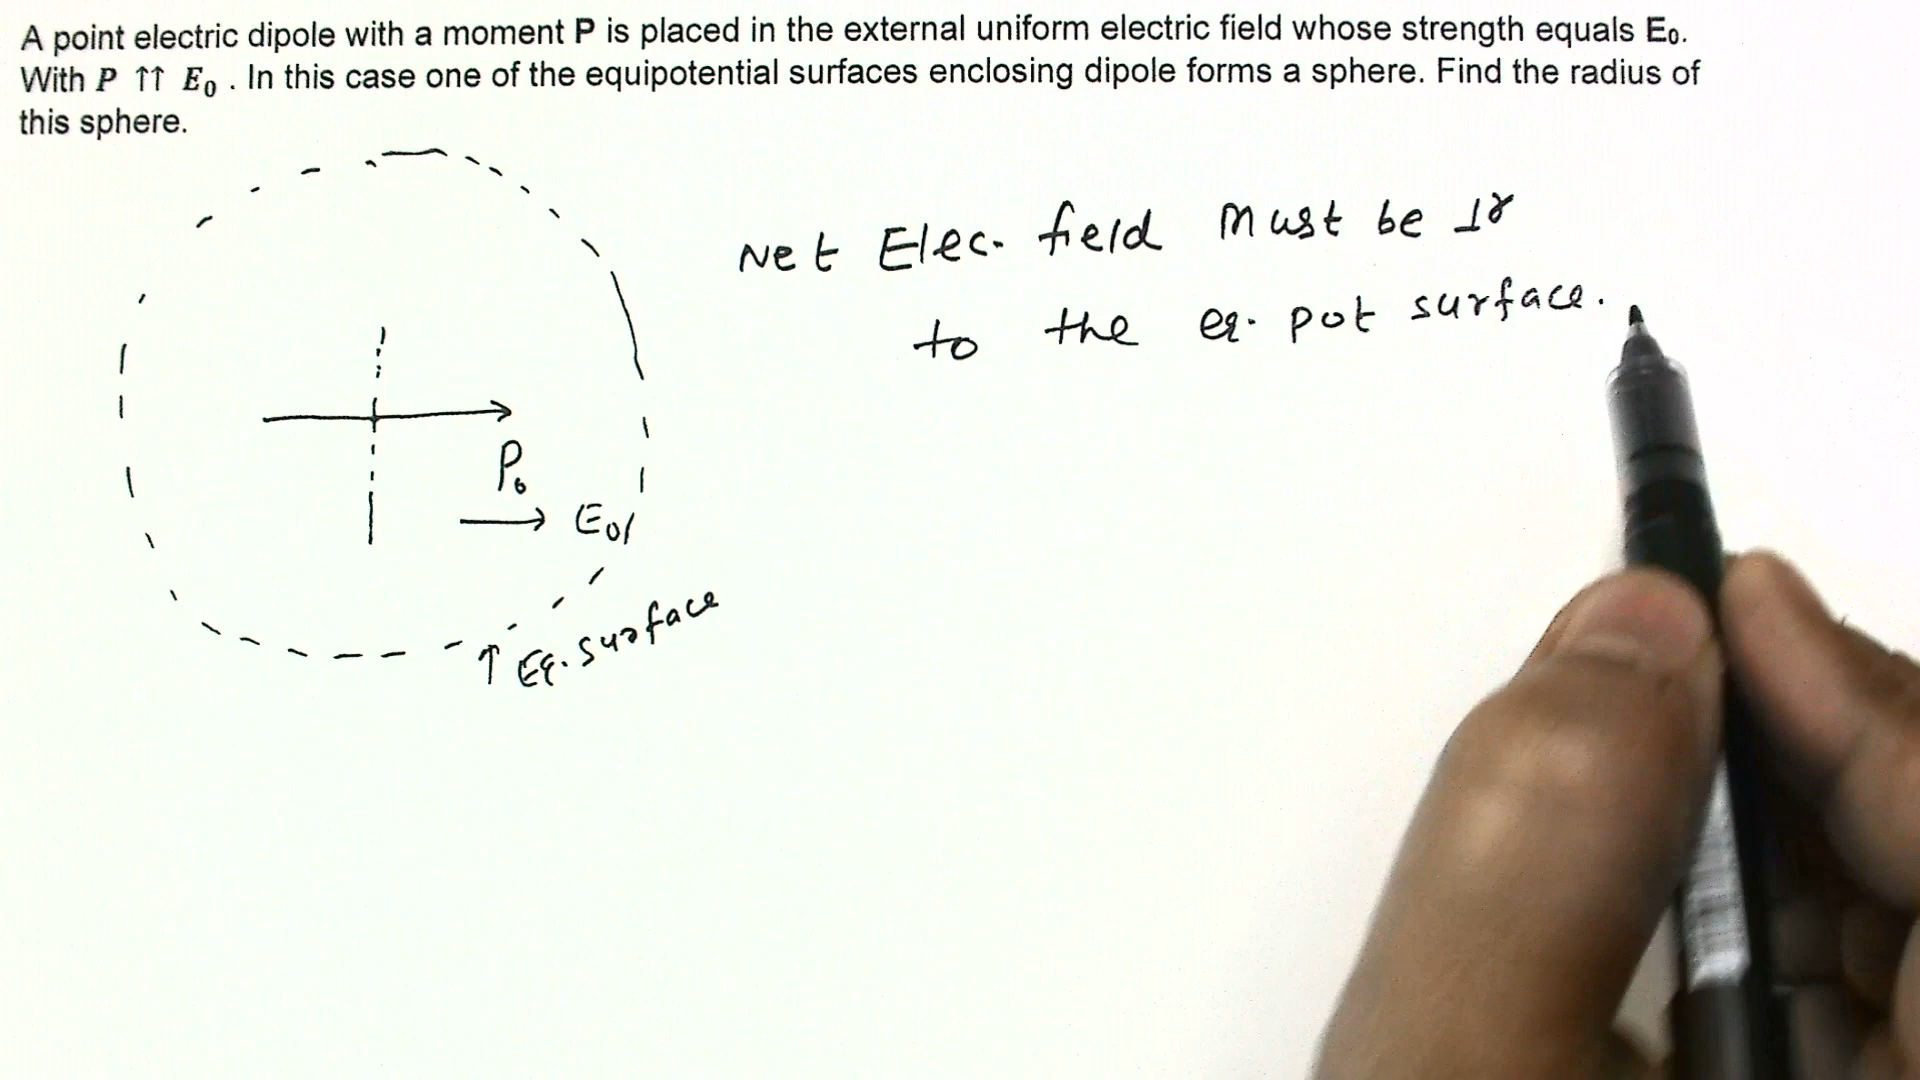 A point electric dipole with a moment P is placed in the external uniform electric field whose strength equals E₀.
With P ↑↑ E₀ . In this case one of the equipotential surfaces enclosing dipole forms a sphere. Find the radius of
this sphere.
Net Elec. field must be ⊥r
to the eq. pot surface.
P₀
→ E₀
↑ Eq. surface